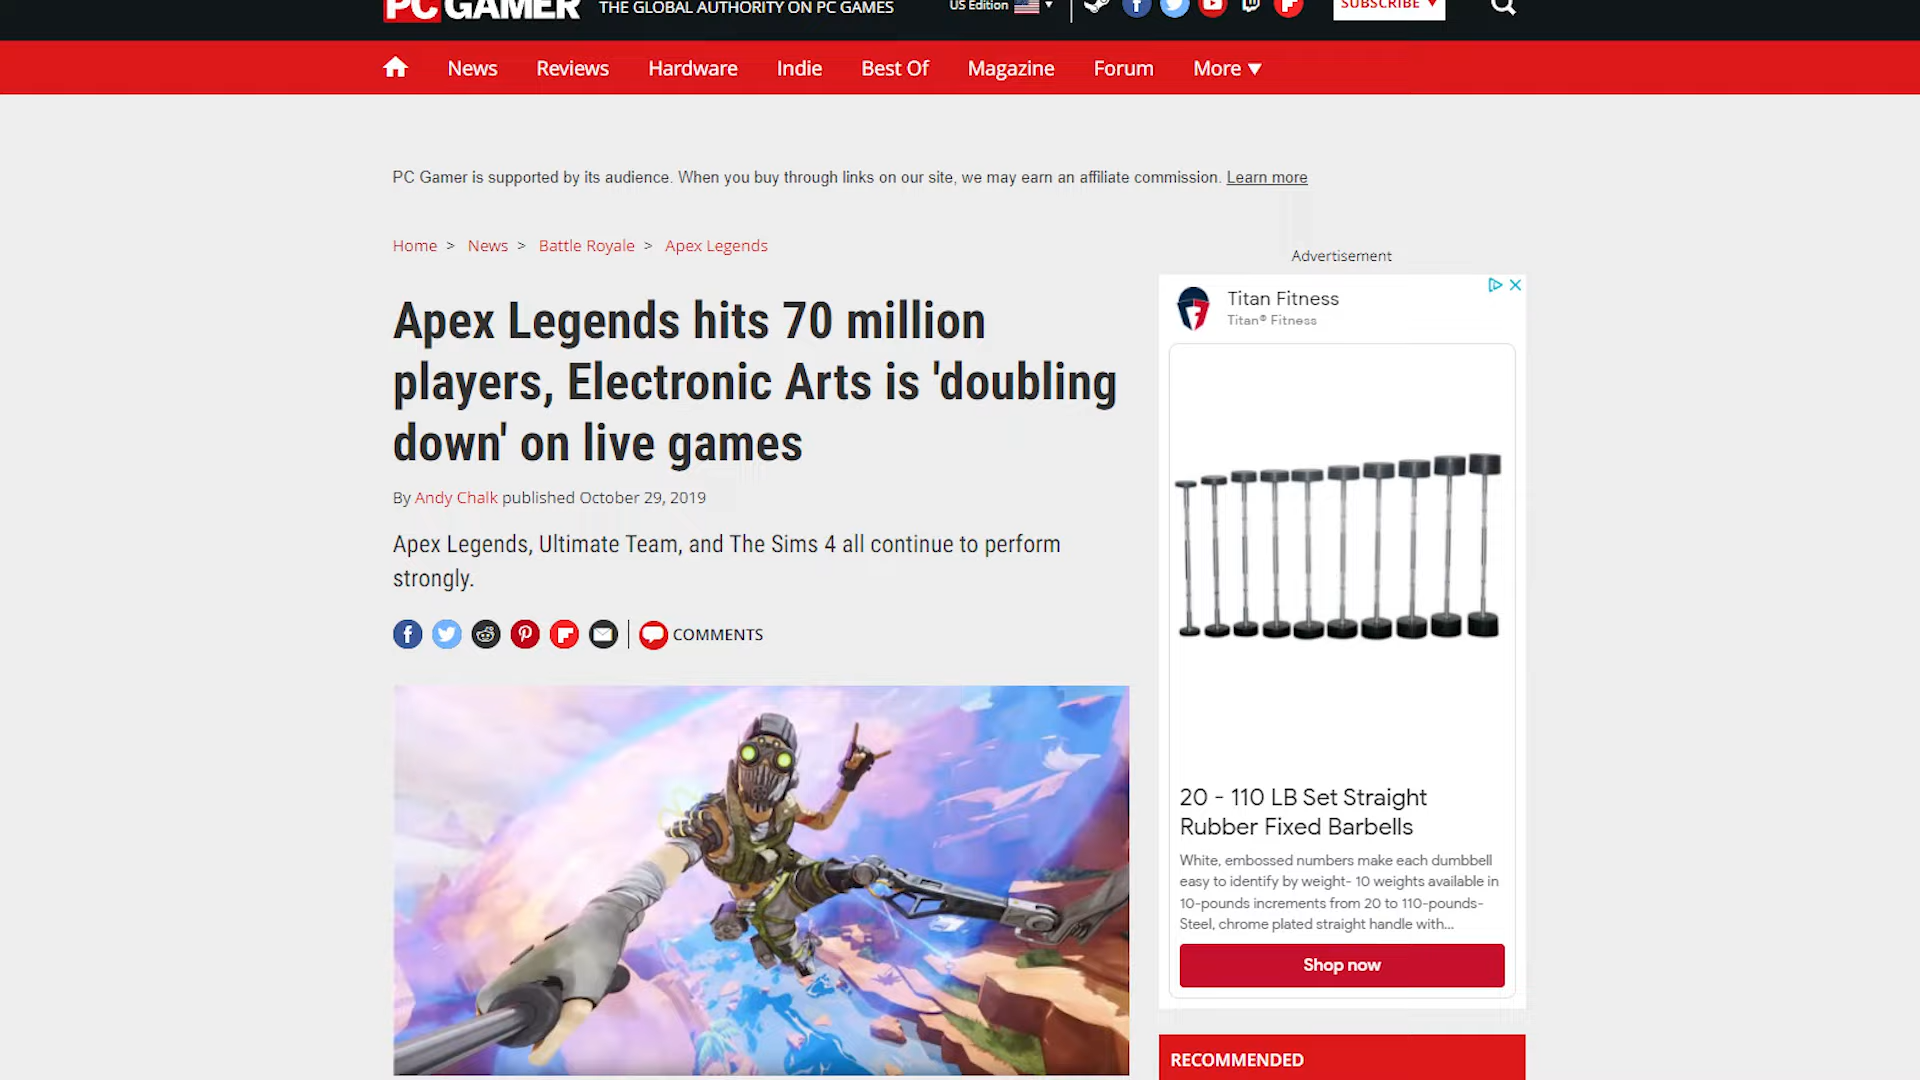 PC GAMER THE GLOBAL AUTHORITY ON PC GAMES US Edition ▼ SUBSCRIBE ▼
News Reviews Hardware Indie Best Of Magazine Forum More ▼
PC Gamer is supported by its audience. When you buy through links on our site, we may earn an affiliate commission. Learn more
Home > News > Battle Royale > Apex Legends
Apex Legends hits 70 million
players, Electronic Arts is 'doubling
down' on live games
By Andy Chalk published October 29, 2019
Apex Legends, Ultimate Team, and The Sims 4 all continue to perform
strongly.
COMMENTS
Advertisement
Titan Fitness
Titan® Fitness
20 - 110 LB Set Straight
Rubber Fixed Barbells
White, embossed numbers make each dumbbell
easy to identify by weight- 10 weights available in
10-pounds increments from 20 to 110-pounds-
Steel, chrome plated straight handle with...
Shop now
RECOMMENDED